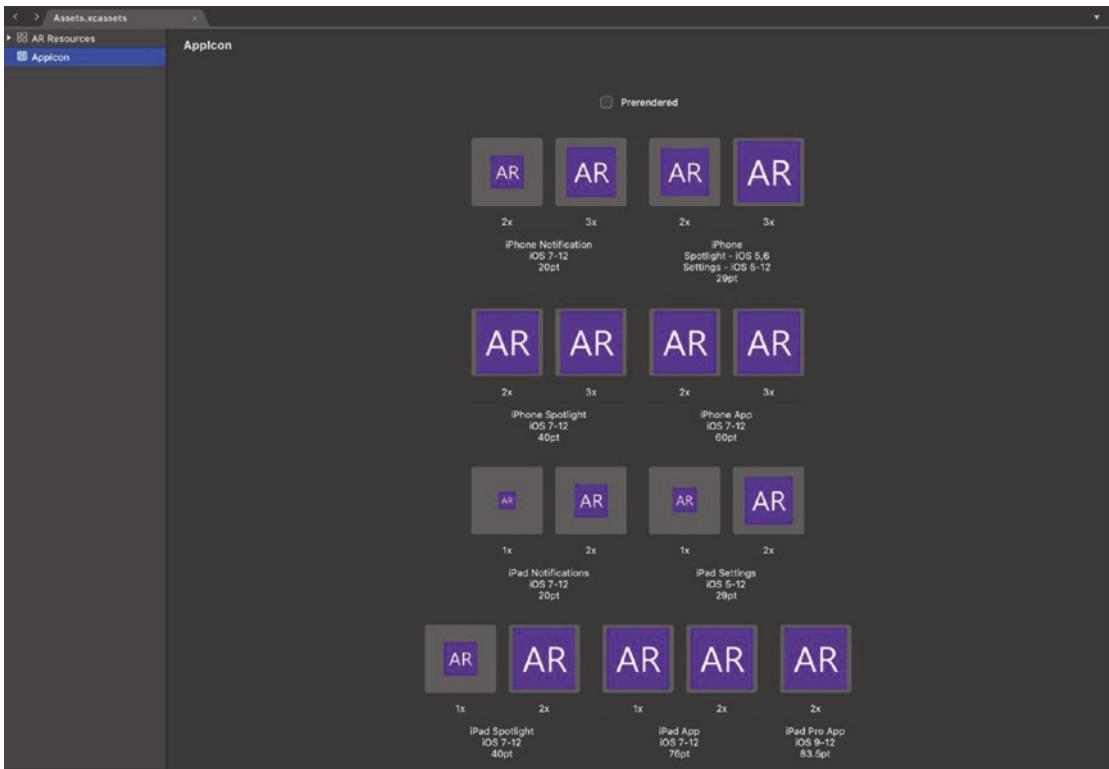 Assets.xcassets
AR Resources
AppIcon
AppIcon
Prerendered
AR AR AR AR
2x 3x 2x 3x
iPhone Notification
iOS 7-12
20pt
iPhone
Spotlight - iOS 5,6
Settings - iOS 5-12
29pt
AR AR AR AR
2x 3x 2x 3x
iPhone Spotlight
iOS 7-12
40pt
iPhone App
iOS 7-12
60pt
AR AR AR AR
1x 2x 1x 2x
iPad Notifications
iOS 7-12
20pt
iPad Settings
iOS 5-12
29pt
AR AR AR AR AR
1x 2x 1x 2x 2x
iPad Spotlight
iOS 7-12
40pt
iPad App
iOS 7-12
76pt
iPad Pro App
iOS 9-12
83.5pt